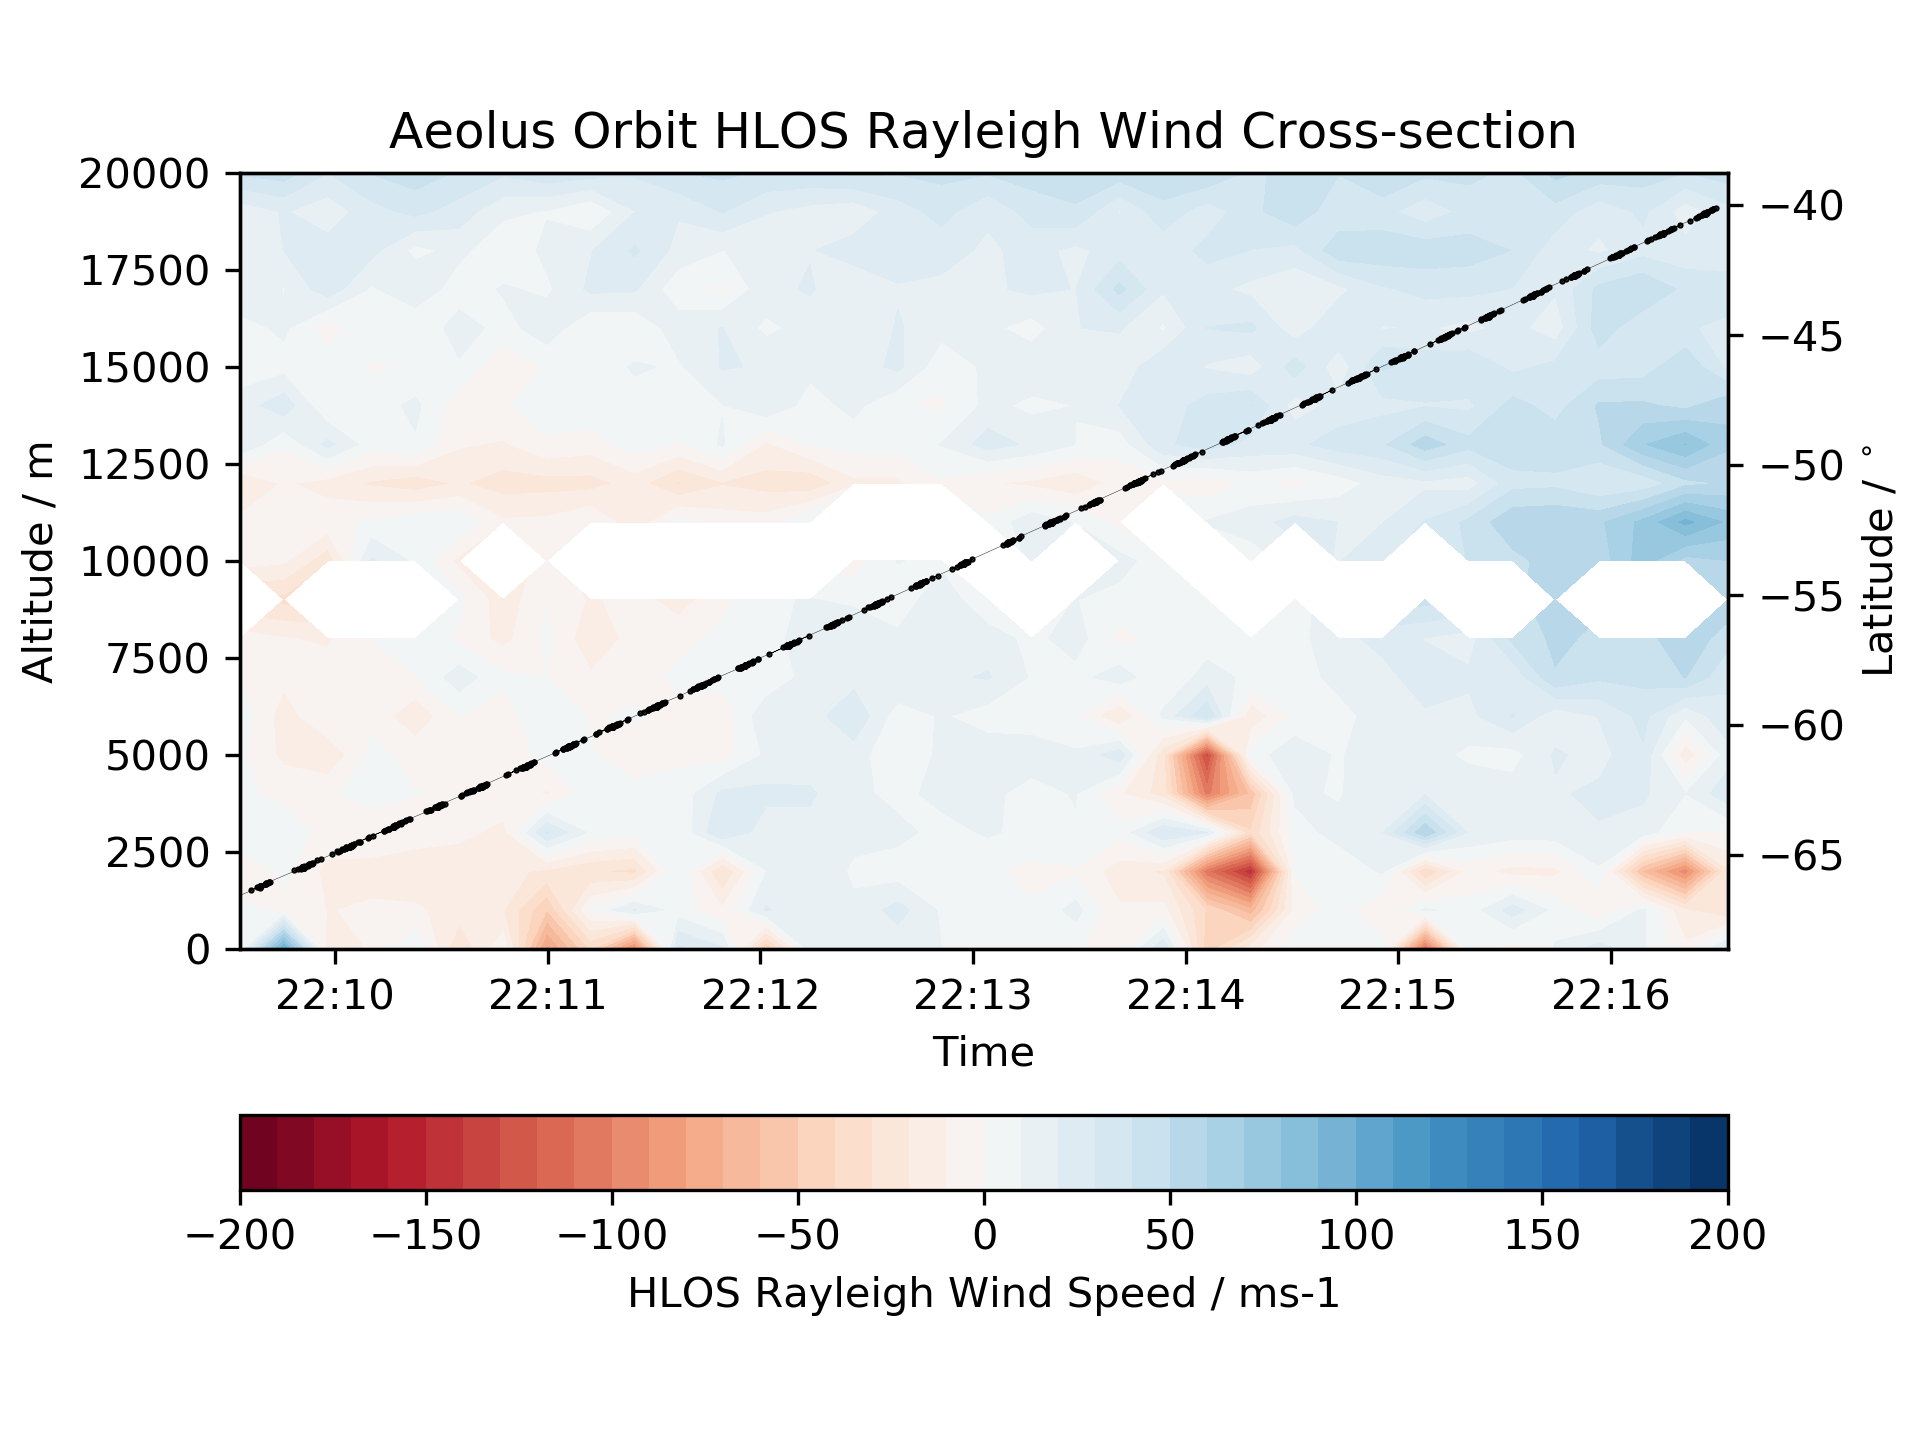 Aeolus Orbit HLOS Rayleigh Wind Cross-section
20000
17500
15000
12500
10000
7500
5000
2500
0
Altitude / m
−40
−45
−50
−55
−60
−65
Latitude / °
22:10 22:11 22:12 22:13 22:14 22:15 22:16
Time
−200 −150 −100 −50 0 50 100 150 200
HLOS Rayleigh Wind Speed / ms-1